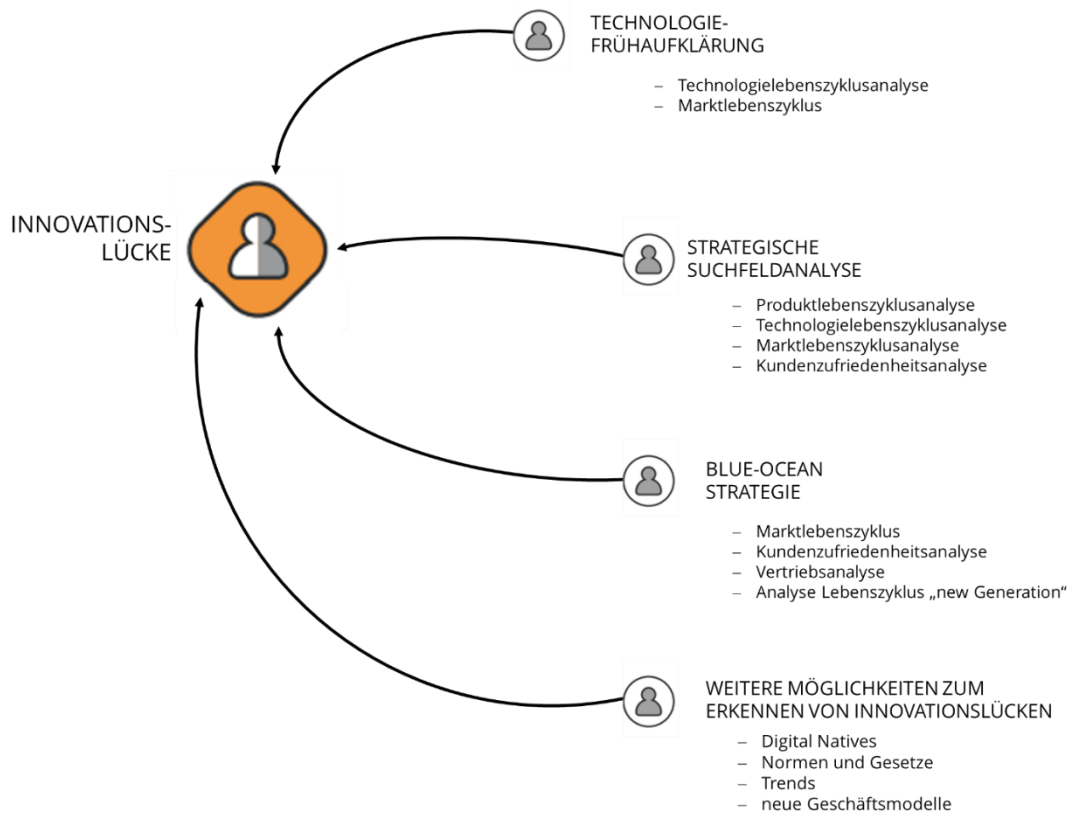 TECHNOLOGIE-
FRÜHAUFKLÄRUNG
– Technologielebenszyklusanalyse
– Marktlebenszyklus
INNOVATIONS-
LÜCKE
STRATEGISCHE
SUCHFELDANALYSE
– Produktlebenszyklusanalyse
– Technologielebenszyklusanalyse
– Marktlebenszyklusanalyse
– Kundenzufriedenheitsanalyse
BLUE-OCEAN
STRATEGIE
– Marktlebenszyklus
– Kundenzufriedenheitsanalyse
– Vertriebsanalyse
– Analyse Lebenszyklus „new Generation“
WEITERE MÖGLICHKEITEN ZUM
ERKENNEN VON INNOVATIONSLÜCKEN
– Digital Natives
– Normen und Gesetze
– Trends
– neue Geschäftsmodelle